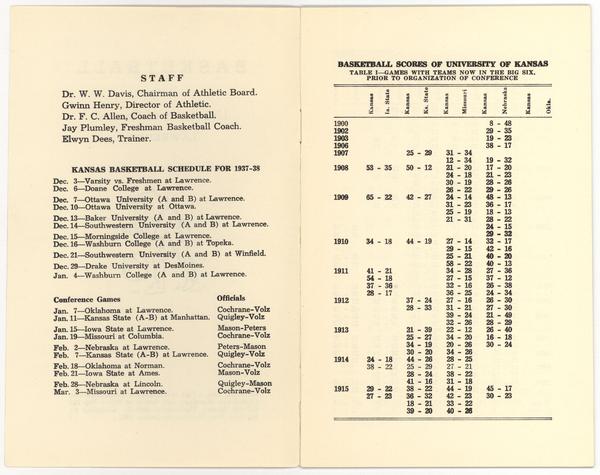 STAFF
Dr. W. W. Davis, Chairman of Athletic Board.
Gwinn Henry, Director of Athletic.
Dr. F. C. Allen, Coach of Basketball.
Jay Plumley, Freshman Basketball Coach.
Elwyn Dees, Trainer.
KANSAS BASKETBALL SCHEDULE FOR 1937-38
Dec. 3—Varsity vs. Freshmen at Lawrence.
Dec. 6—Doane College at Lawrence.
Dec. 7—Ottawa University (A and B) at Lawrence.
Dec. 10—Ottawa University at Ottawa.
Dec. 13—Baker University (A and B) at Lawrence.
Dec. 14—Southwestern University (A and B) at Lawrence.
Dec. 15—Morningside College at Lawrence.
Dec. 16—Washburn College (A and B) at Topeka.
Dec. 21—Southwestern University (A and B) at Winfield.
Dec. 29—Drake University at DesMoines.
Jan. 4—Washburn College (A and B) at Lawrence.
Conference Games Officials
Jan. 7—Oklahoma at Lawrence. Cochrane-Volz
Jan. 11—Kansas State (A-B) at Manhattan. Quigley-Volz
Jan. 15—Iowa State at Lawrence. Mason-Peters
Jan. 19—Missouri at Columbia. Cochrane-Volz
Feb. 2—Nebraska at Lawrence. Peters-Mason
Feb. 7—Kansas State (A and B) at Lawrence. Quigley-Volz
Feb. 18—Oklahoma at Norman. Cochrane-Volz
Feb. 21—Iowa State at Ames. Mason-Volz
Feb. 28—Nebraska at Lincoln. Quigley-Mason
Mar. 3—Missouri at Lawrence. Cochrane-Volz
BASKETBALL SCORES OF UNIVERSITY OF KANSAS
TABLE I—GAMES WITH TEAMS NOW IN THE BIG SIX,
PRIOR TO ORGANIZATION OF CONFERENCE
Kansas Ia. State Kansas Ks. State Kansas Missouri Kansas Nebraska Kansas Okla.
1900 8 - 48
1902 29 - 35
1903 19 - 23
1906 38 - 17
1907 25 - 29 31 - 34
12 - 34 19 - 32
1908 53 - 35 50 - 12 21 - 20 17 - 20
24 - 18 21 - 23
30 - 19 28 - 26
26 - 22 29 - 26
1909 65 - 22 42 - 27 24 - 14 48 - 13
31 - 23 36 - 17
25 - 19 18 - 13
21 - 31 28 - 22
24 - 15
29 - 32
1910 34 - 18 44 - 19 27 - 14 32 - 17
29 - 15 42 - 16
25 - 21 40 - 20
58 - 22 40 - 13
1911 41 - 21 34 - 28 27 - 36
54 - 18 27 - 15 37 - 12
37 - 36 32 - 16 26 - 38
28 - 17 36 - 25 24 - 34
1912 37 - 24 27 - 16 26 - 30
28 - 33 31 - 21 27 - 30
39 - 24 21 - 49
32 - 26 28 - 29
1913 21 - 39 22 - 12 26 - 40
25 - 27 34 - 20 16 - 18
34 - 19 20 - 26 30 - 24
30 - 20 34 - 26
1914 24 - 18 44 - 26 28 - 25
38 - 22 25 - 29 27 - 21
28 - 24 38 - 22
41 - 16 31 - 18
1915 29 - 22 38 - 22 44 - 19 45 - 17
27 - 23 36 - 32 42 - 23 30 - 23
18 - 21 33 - 22
39 - 20 40 - 26